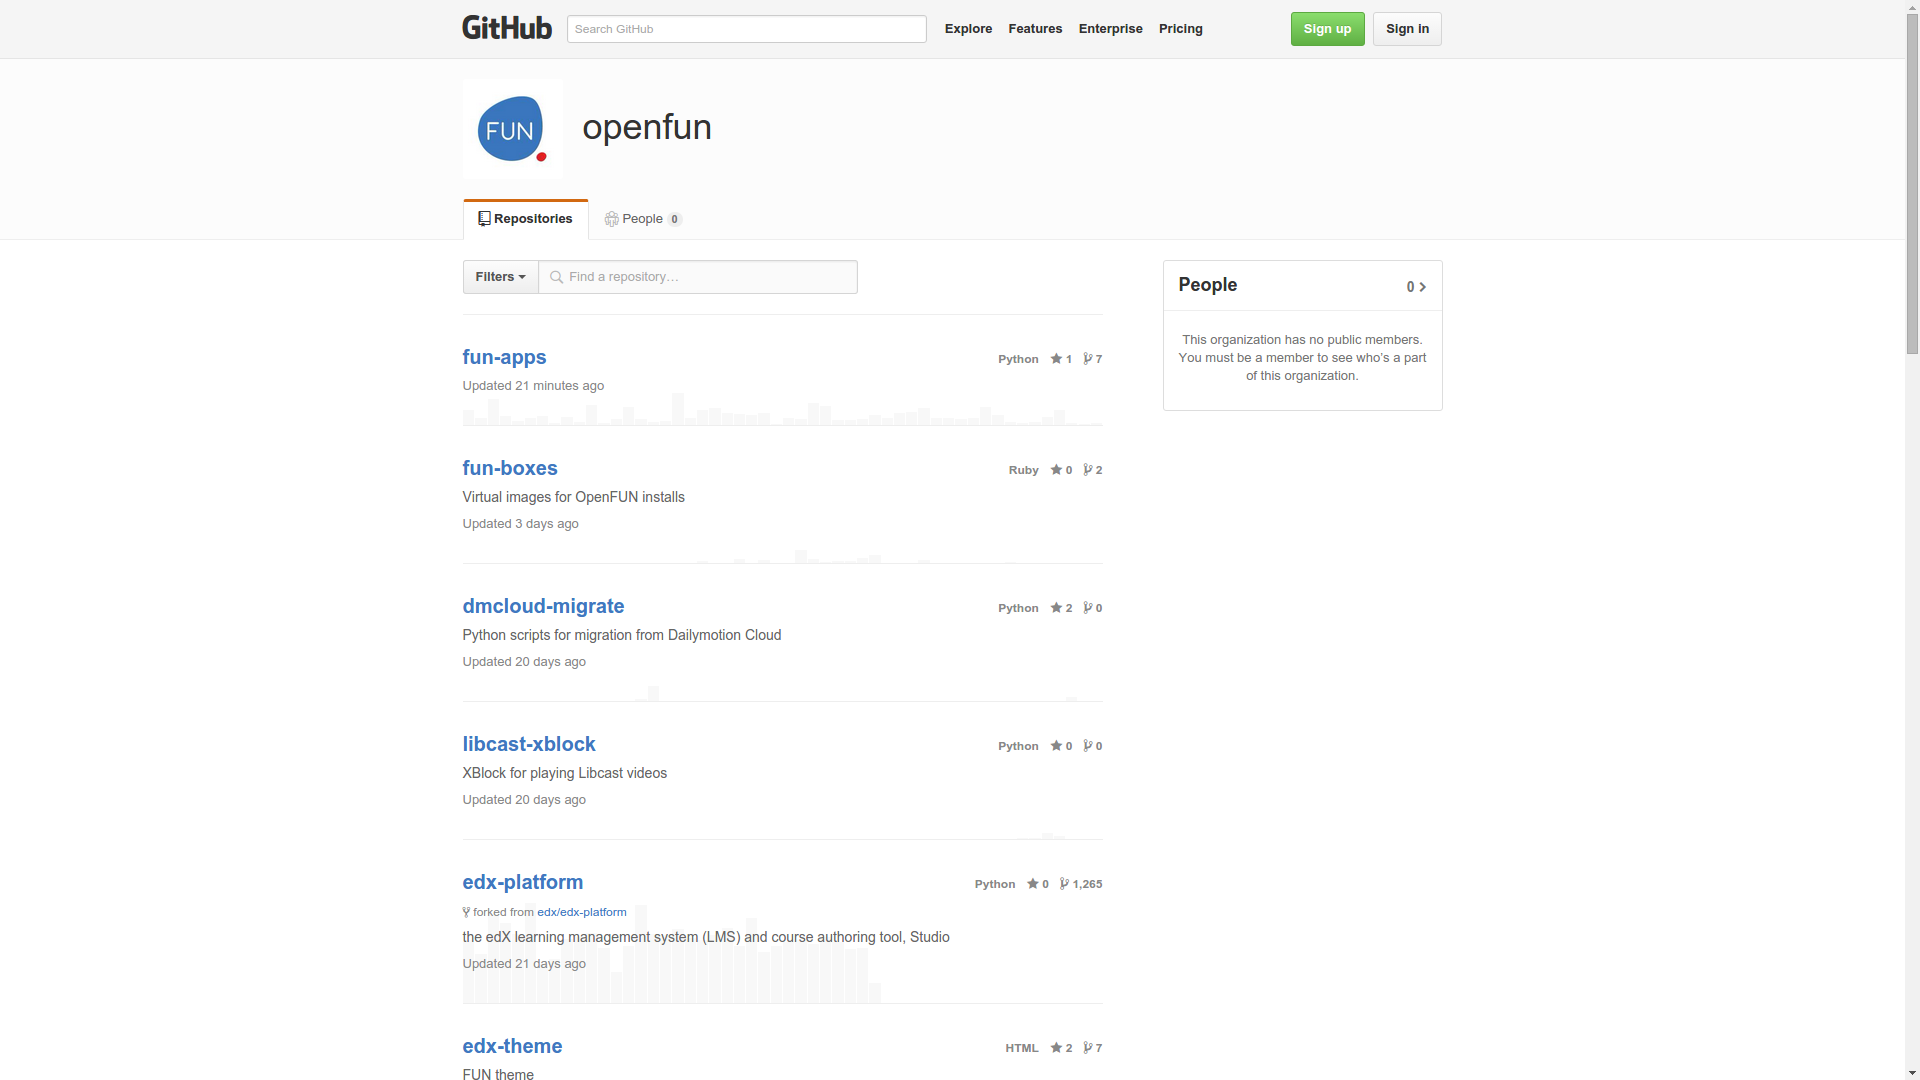 GitHub
Search GitHub
Explore Features Enterprise Pricing
Sign up
Sign in
FUN
openfun
Repositories
People 0
Filters
Find a repository…
People
0
This organization has no public members.
You must be a member to see who's a part
of this organization.
fun-apps
Python 1 7
Updated 21 minutes ago
fun-boxes
Ruby 0 2
Virtual images for OpenFUN installs
Updated 3 days ago
dmcloud-migrate
Python 2 0
Python scripts for migration from Dailymotion Cloud
Updated 20 days ago
libcast-xblock
Python 0 0
XBlock for playing Libcast videos
Updated 20 days ago
edx-platform
Python 0 1,265
forked from edx/edx-platform
the edX learning management system (LMS) and course authoring tool, Studio
Updated 21 days ago
edx-theme
HTML 2 7
FUN theme